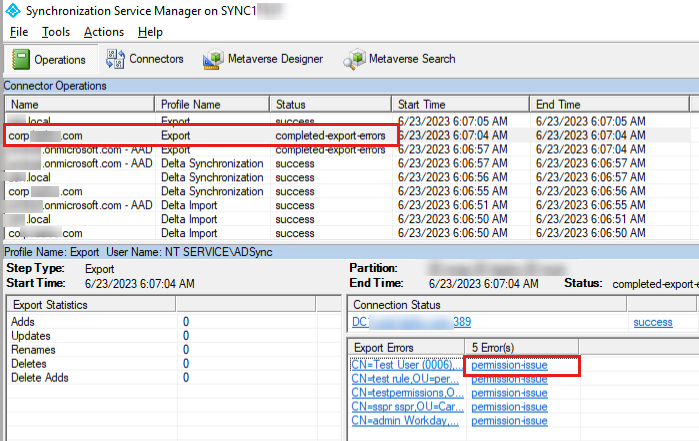 Synchronization Service Manager on SYNC1
File Tools Actions Help
Operations Connectors Metaverse Designer Metaverse Search
Connector Operations
Name Profile Name Status Start Time End Time
.local Export success 6/23/2023 6:07:05 AM 6/23/2023 6:07:05 AM
corp .com Export completed-export-errors 6/23/2023 6:07:04 AM 6/23/2023 6:07:04 AM
.onmicrosoft.com - AAD Export completed-export-errors 6/23/2023 6:06:57 AM 6/23/2023 6:07:04 AM
.onmicrosoft.com - AAD Delta Synchronization success 6/23/2023 6:06:57 AM 6/23/2023 6:06:57 AM
.local Delta Synchronization success 6/23/2023 6:06:56 AM 6/23/2023 6:06:57 AM
corp .com Delta Synchronization success 6/23/2023 6:06:55 AM 6/23/2023 6:06:56 AM
.onmicrosoft.com - AAD Delta Import success 6/23/2023 6:06:51 AM 6/23/2023 6:06:55 AM
.local Delta Import success 6/23/2023 6:06:50 AM 6/23/2023 6:06:51 AM
corp .com Delta Import success 6/23/2023 6:06:50 AM 6/23/2023 6:06:50 AM
Profile Name: Export User Name: NT SERVICE\ADSync
Step Type: Export Partition:
Start Time: 6/23/2023 6:07:04 AM End Time: 6/23/2023 6:07:04 AM Status: completed-export-e
Export Statistics
Adds 0
Updates 0
Renames 0
Deletes 0
Delete Adds 0
Connection Status
DC 389 success
Export Errors 5 Error(s)
CN=Test User (0006),... permission-issue
CN=test rule,OU=per... permission-issue
CN=testpermissions,O... permission-issue
CN=sspr sspr,OU=Car... permission-issue
CN=admin Workday,... permission-issue